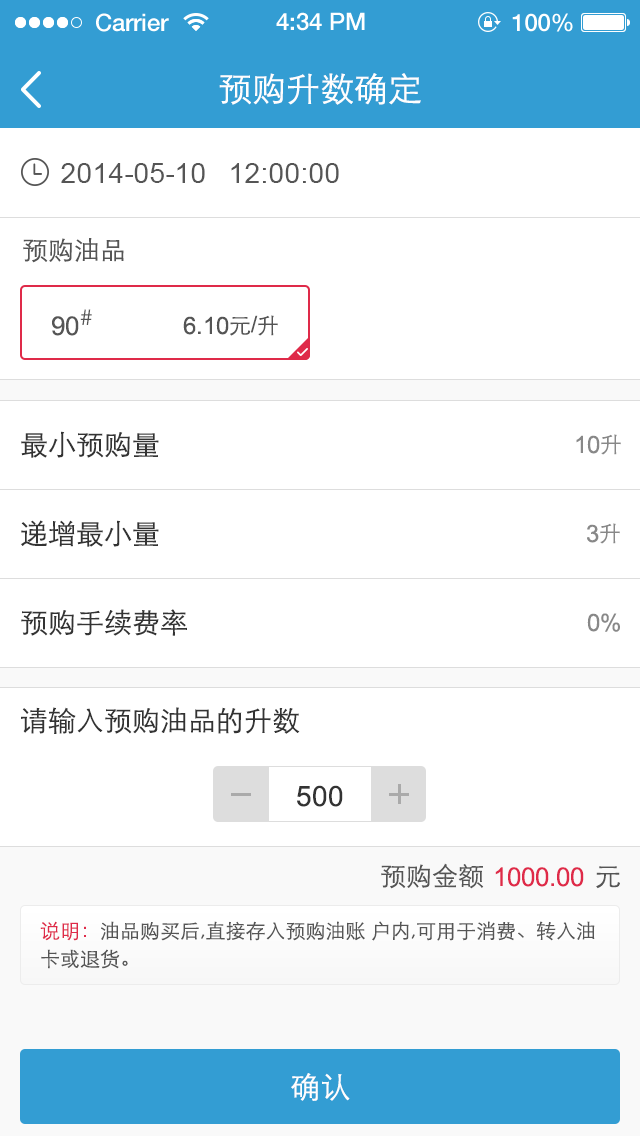 Carrier 4:34 PM 100%
预购升数确定
2014-05-10 12:00:00
预购油品
90# 6.10元/升
最小预购量 10升
递增最小量 3升
预购手续费率 0%
请输入预购油品的升数
− 500 +
预购金额 1000.00 元
说明：油品购买后,直接存入预购油账 户内,可用于消费、转入油
卡或退货。
确认